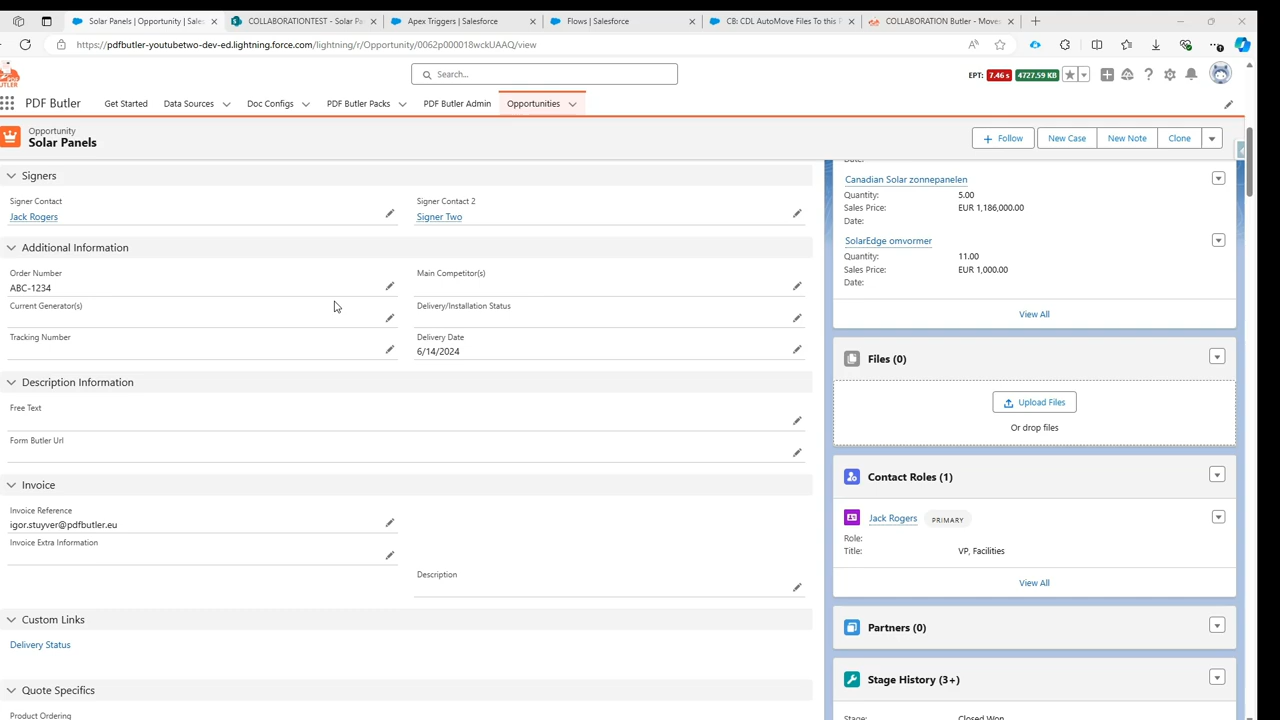 Solar Panels | Opportunity | Sales
COLLABORATIONTEST - Solar Pa
Apex Triggers | Salesforce
Flows | Salesforce
CB: CDL AutoMove Files To this R
COLLABORATION Butler - Moves
https://pdfbutler-youtubetwo-dev-ed.lightning.force.com/lightning/r/Opportunity/0062p000018wckUAAQ/view
Search...
EPT: 7.46 s 4727.59 KB
PDF Butler
Get Started
Data Sources
Doc Configs
PDF Butler Packs
PDF Butler Admin
Opportunities
Opportunity
Solar Panels
Follow
New Case
New Note
Clone
Signers
Signer Contact
Jack Rogers
Signer Contact 2
Signer Two
Additional Information
Order Number
ABC-1234
Main Competitor(s)
Current Generator(s)
Delivery/Installation Status
Tracking Number
Delivery Date
6/14/2024
Description Information
Free Text
Form Butler Url
Invoice
Invoice Reference
igor.stuyver@pdfbutler.eu
Invoice Extra Information
Description
Custom Links
Delivery Status
Quote Specifics
Product Ordering
Date:
Canadian Solar zonnepanelen
Quantity: 5.00
Sales Price: EUR 1,186,000.00
Date:
SolarEdge omvormer
Quantity: 11.00
Sales Price: EUR 1,000.00
Date:
View All
Files (0)
Upload Files
Or drop files
Contact Roles (1)
Jack Rogers PRIMARY
Role:
Title: VP, Facilities
View All
Partners (0)
Stage History (3+)
Stage: Closed Won